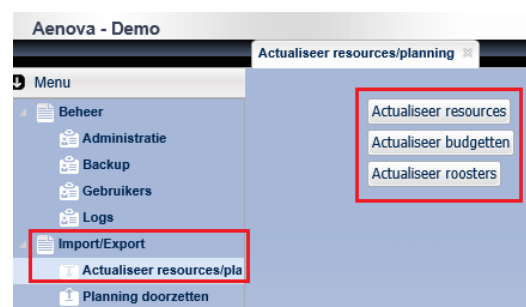 Aenova - Demo
Actualiseer resources/planning
Menu
Beheer
Administratie
Backup
Gebruikers
Logs
Import/Export
Actualiseer resources/pla
Planning doorzetten
Actualiseer resources
Actualiseer budgetten
Actualiseer roosters